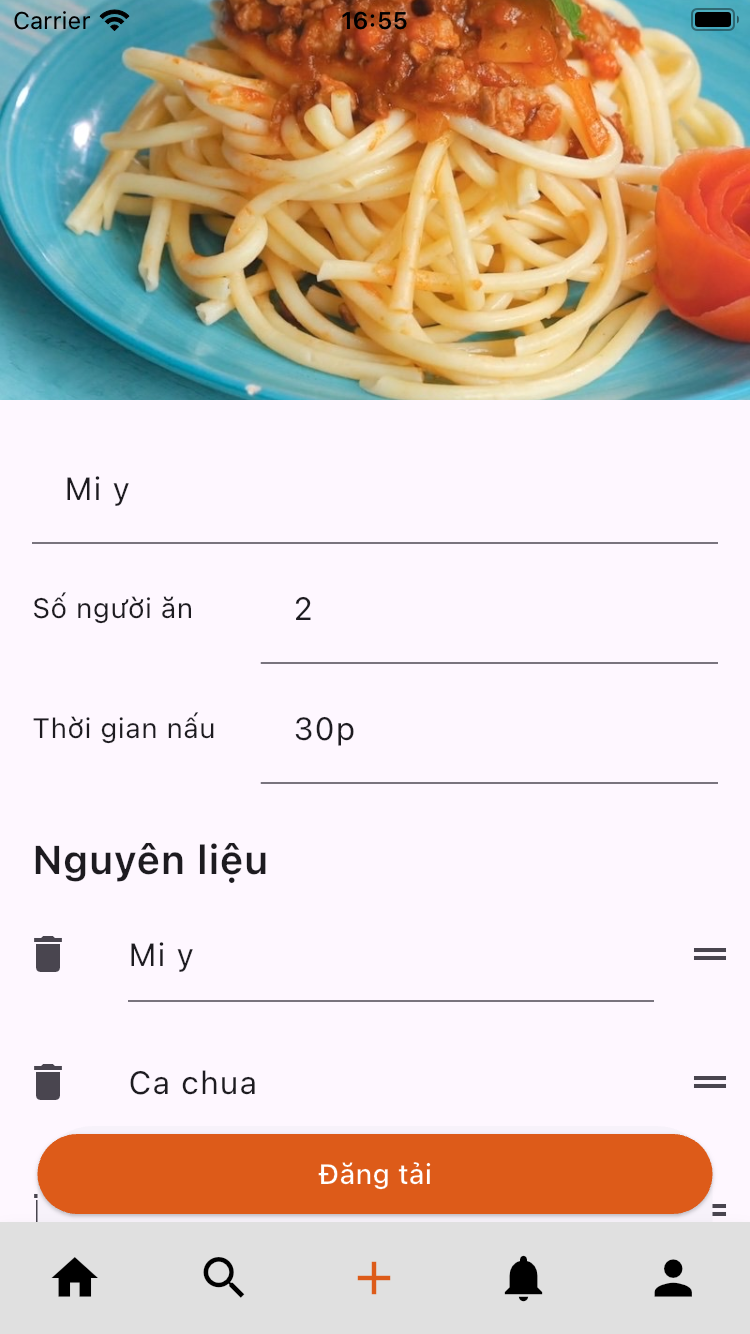 Carrier 16:55
Mi y
Số người ăn 2
Thời gian nấu 30p
Nguyên liệu
Mi y
Ca chua
Đăng tải